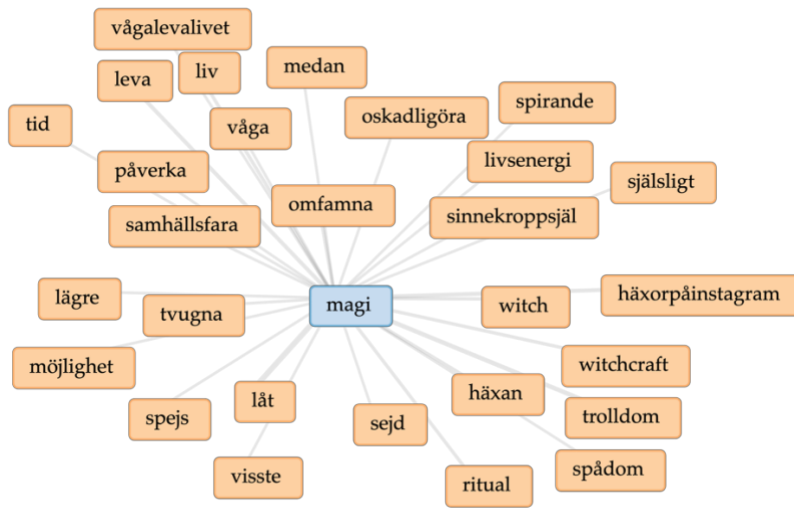 vågalevalivet
liv
medan
leva
spirande
oskadligöra
tid
våga
livsenergi
påverka
själsligt
omfamna
sinnekroppsjäl
samhällsfara
häxorpåinstagram
lägre
magi
witch
tvugna
möjlighet
witchcraft
häxan
låt
trolldom
spejs
sejd
spådom
visste
ritual